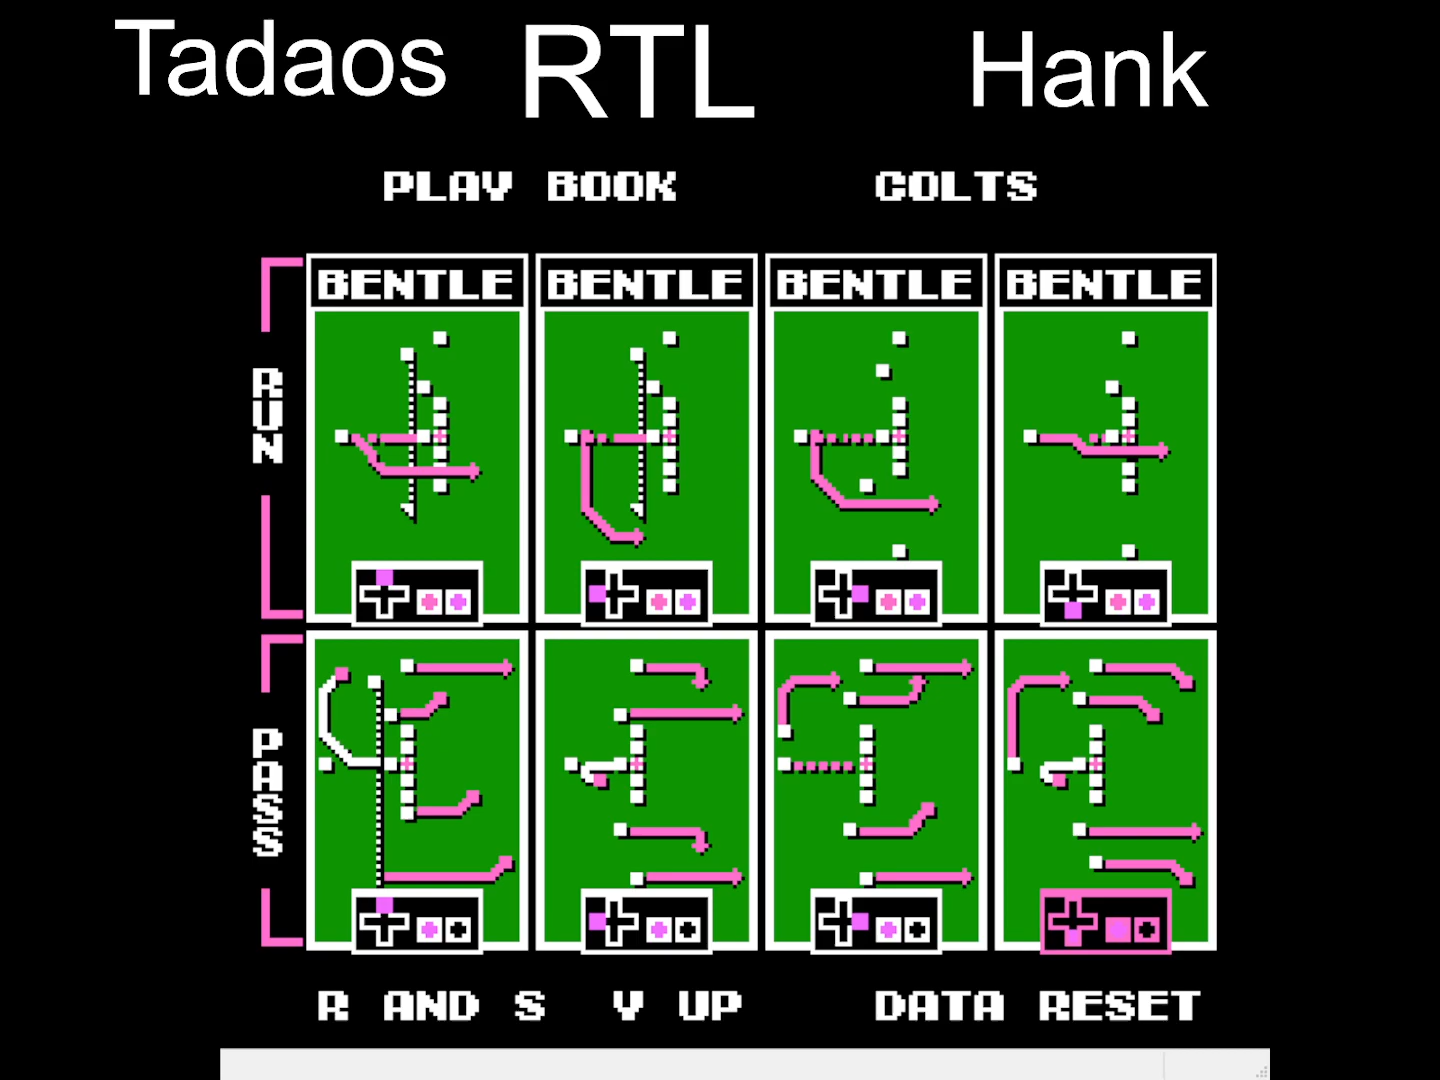 Tadaos RTL Hank
PLAY BOOK COLTS
BENTLE BENTLE BENTLE BENTLE
RUN
PASS
R AND S V UP DATA RESET